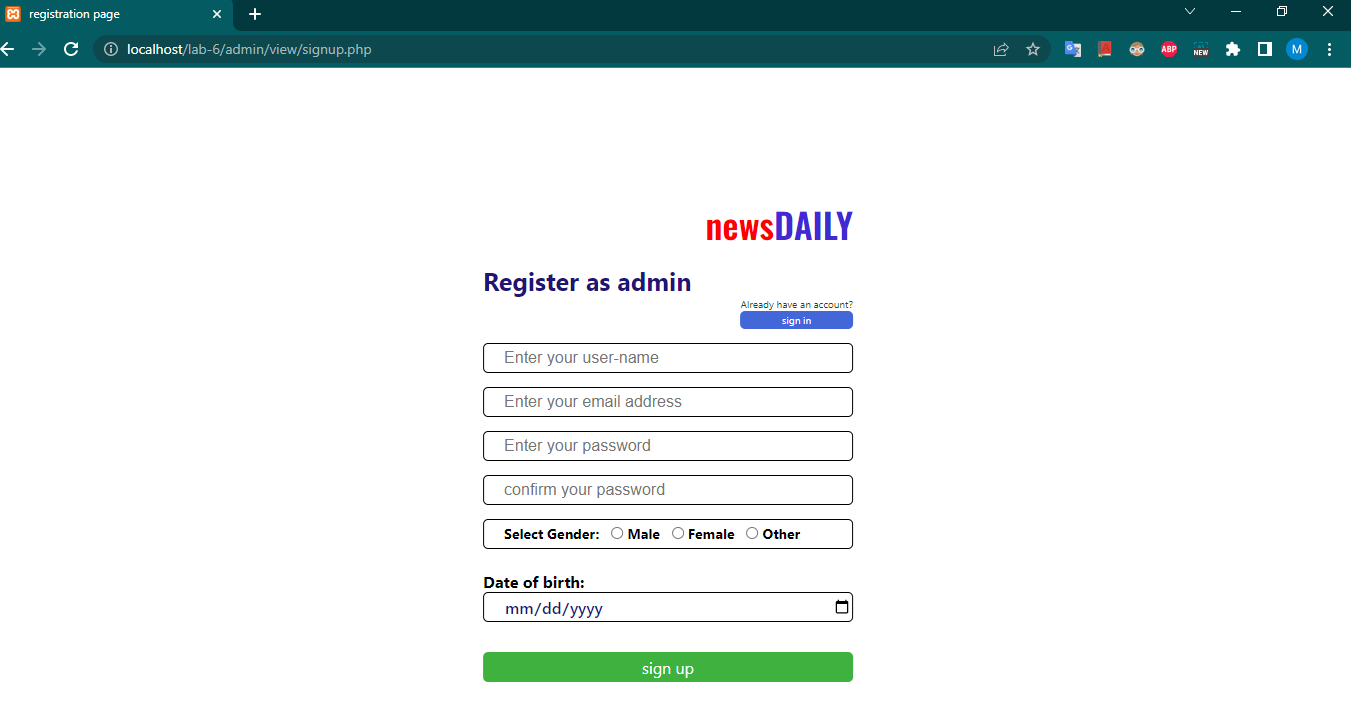 registration page
localhost/lab-6/admin/view/signup.php
ABP
NEW
M
newsDAILY
Register as admin
Already have an account?
sign in
Enter your user-name
Enter your email address
Enter your password
confirm your password
Select Gender: Male Female Other
Date of birth:
mm/dd/yyyy
sign up